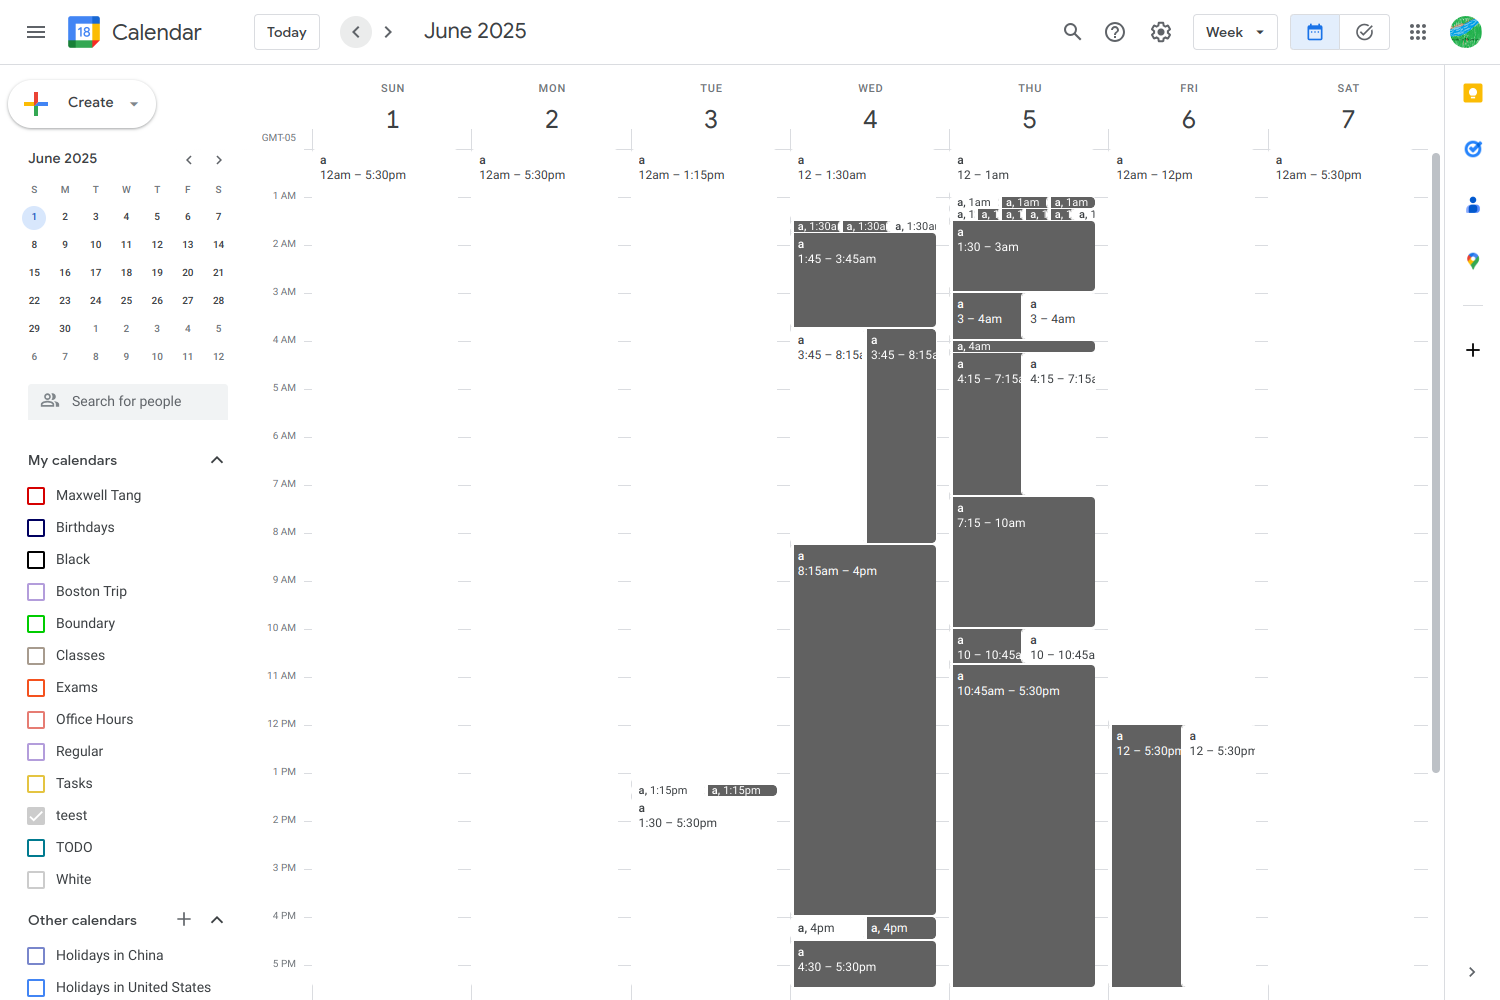 18 Calendar Today June 2025 Week
Create
June 2025
S M T W T F S
1 2 3 4 5 6 7
8 9 10 11 12 13 14
15 16 17 18 19 20 21
22 23 24 25 26 27 28
29 30 1 2 3 4 5
6 7 8 9 10 11 12
Search for people
My calendars
Maxwell Tang
Birthdays
Black
Boston Trip
Boundary
Classes
Exams
Office Hours
Regular
Tasks
teest
TODO
White
Other calendars
Holidays in China
Holidays in United States
SUN MON TUE WED THU FRI SAT
1 2 3 4 5 6 7
GMT-05
1 AM
2 AM
3 AM
4 AM
5 AM
6 AM
7 AM
8 AM
9 AM
10 AM
11 AM
12 PM
1 PM
2 PM
3 PM
4 PM
5 PM
a
12am – 5:30pm
a
12am – 5:30pm
a
12am – 1:15pm
a, 1:15pm a, 1:15pm
a
1:30 – 5:30pm
a
12 – 1:30am
a, 1:30a a, 1:30a a, 1:30a
a
1:45 – 3:45am
a
3:45 – 8:15a
a
3:45 – 8:15a
a
8:15am – 4pm
a, 4pm a, 4pm
a
4:30 – 5:30pm
a
12 – 1am
a, 1am a, 1am a, 1am
a, 1 a, 1 a, 1 a, 1 a, 1 a, 1
a
1:30 – 3am
a
3 – 4am
a
3 – 4am
a, 4am
a
4:15 – 7:15a
a
4:15 – 7:15a
a
7:15 – 10am
a
10 – 10:45a
a
10 – 10:45a
a
10:45am – 5:30pm
a
12am – 12pm
a
12 – 5:30pm
a
12 – 5:30pm
a
12am – 5:30pm